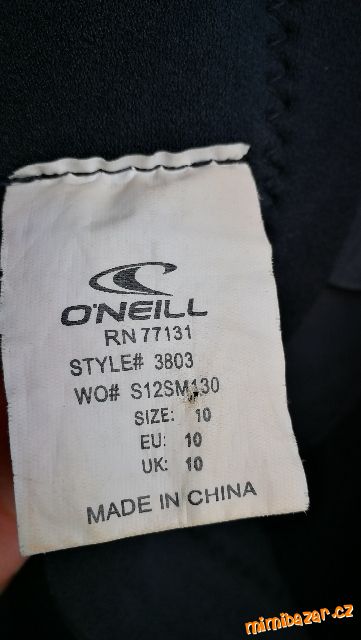 O'NEILL
RN 77131
STYLE# 3803
WO# S12SM130
SIZE: 10
EU: 10
UK: 10
MADE IN CHINA
mimibazar.cz